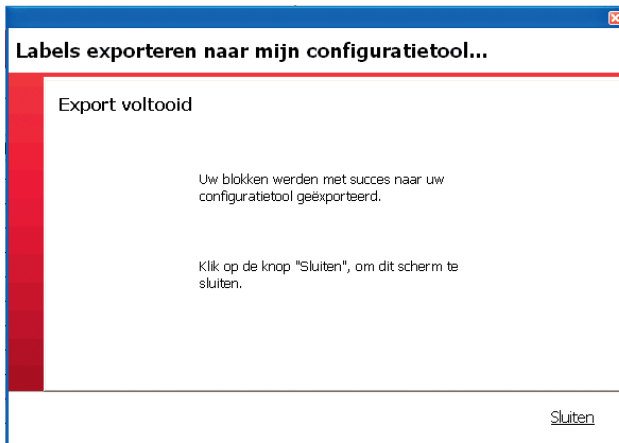 Labels exporteren naar mijn configuratietool...
Export voltooid
Uw blokken werden met succes naar uw
configuratietool geëxporteerd.
Klik op de knop "Sluiten", om dit scherm te
sluiten.
Sluiten